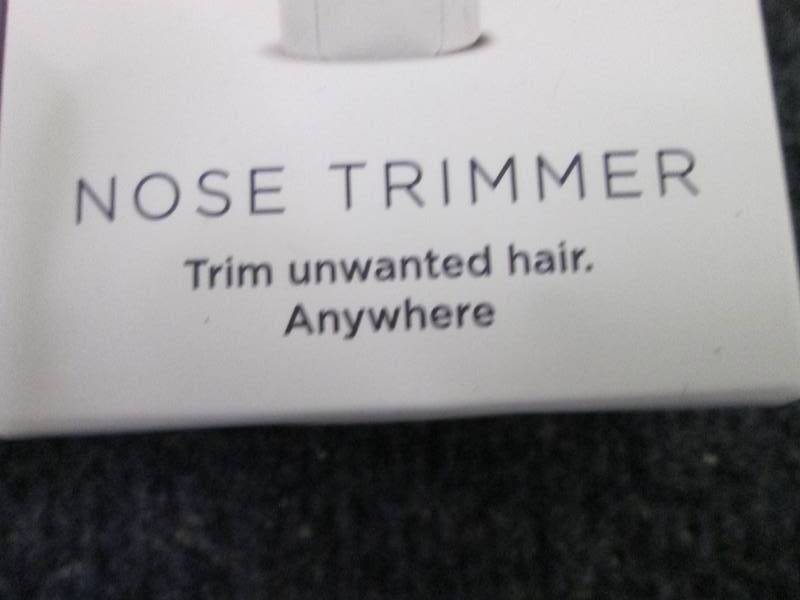 NOSE TRIMMER
Trim unwanted hair.
Anywhere